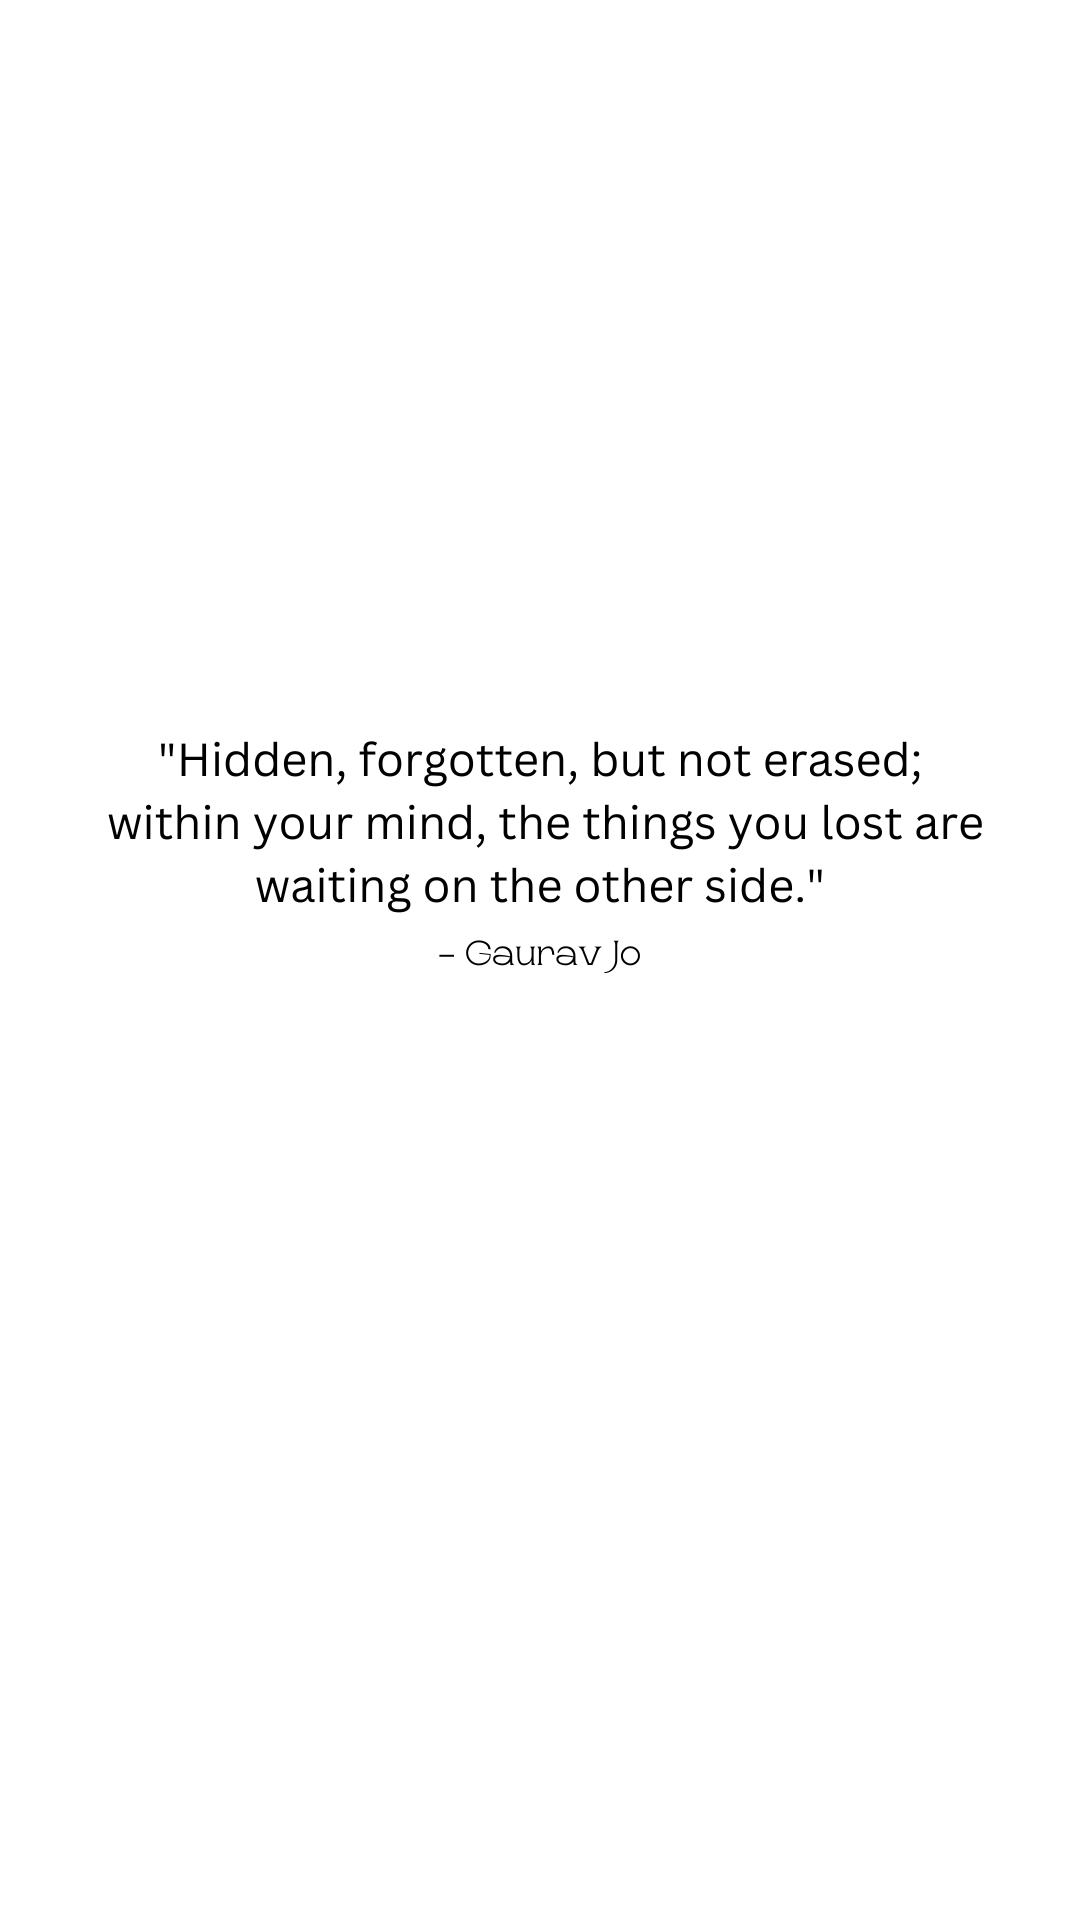 "Hidden, forgotten, but not erased;
within your mind, the things you lost are
waiting on the other side."
- Gaurav Jo